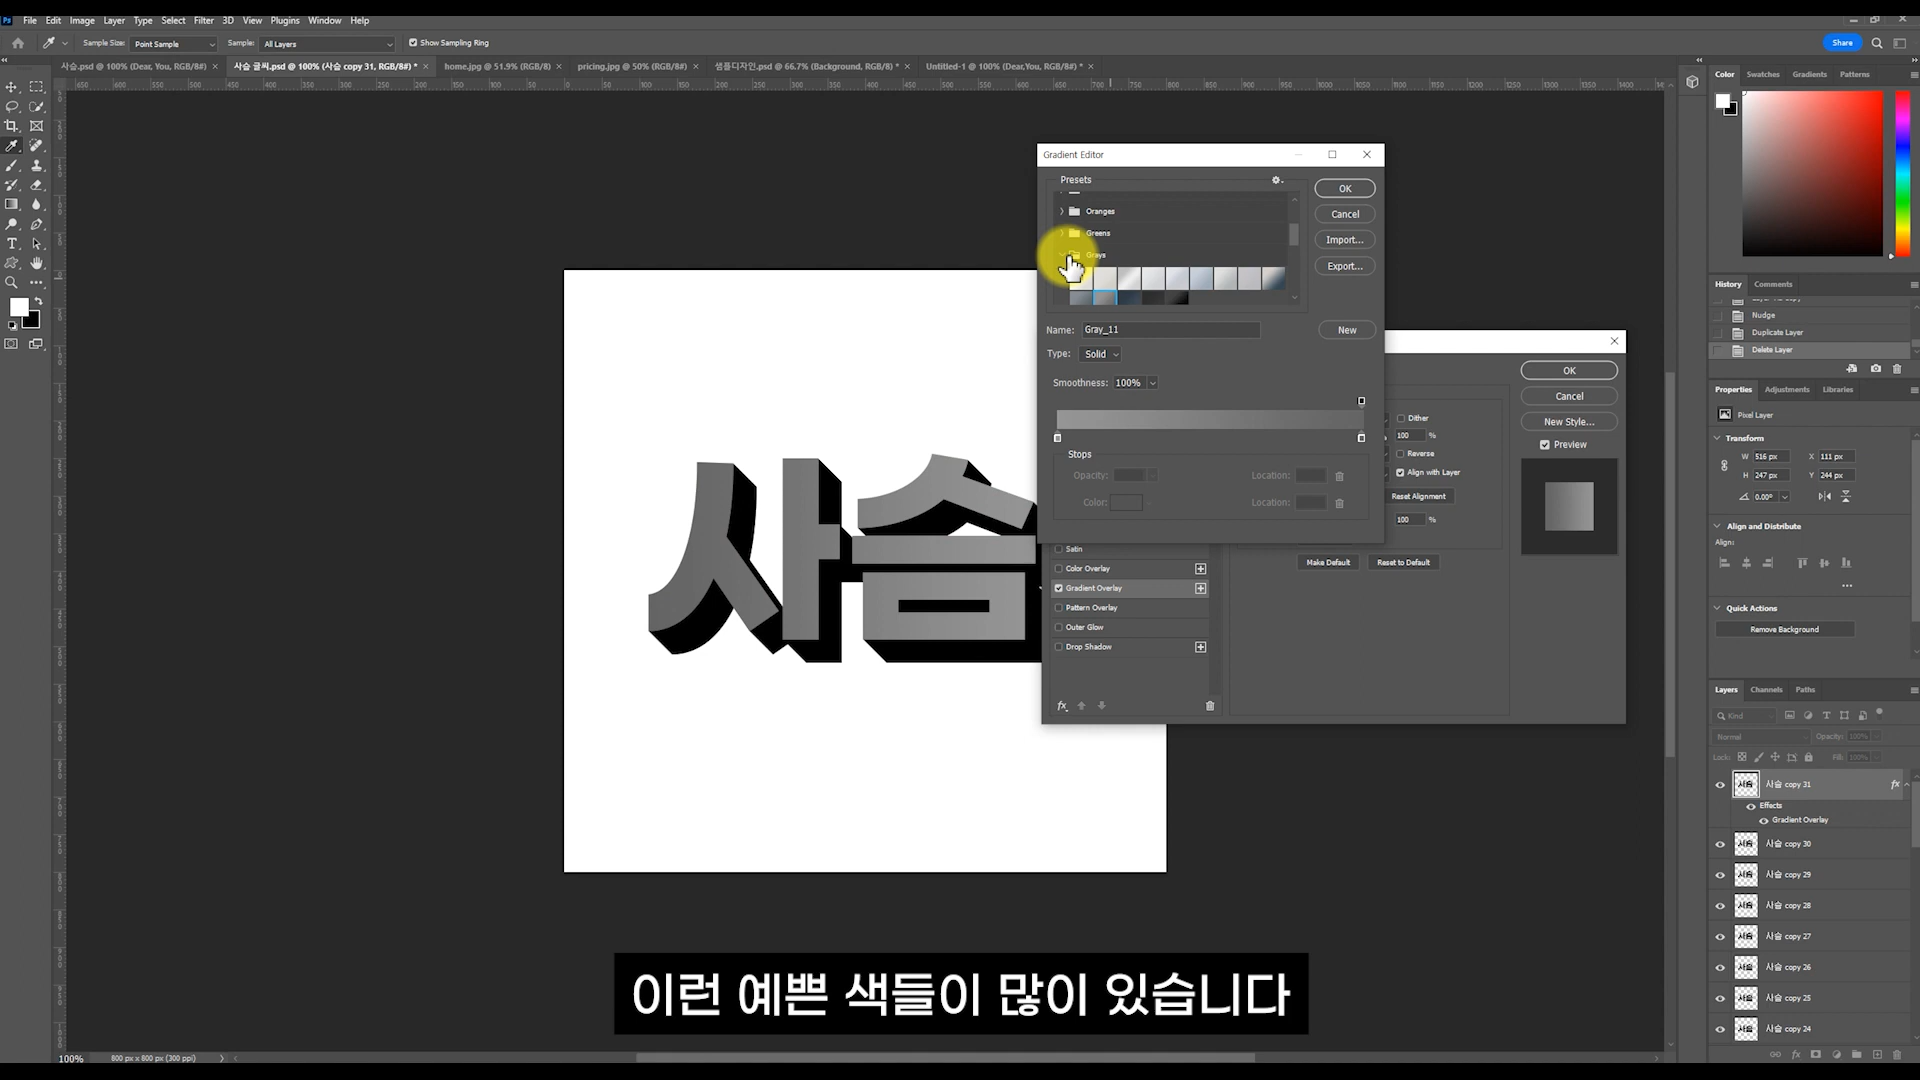 Ps File Edit Image Layer Type Select Filter 3D View Plugins Window Help
Sample Size: Point Sample Sample: All Layers Show Sampling Ring Share
사슴.psd @ 100% (Dear, You, RGB/8#) × 사슴 글씨.psd @ 100% (사슴 copy 31, RGB/8#) * × home.jpg @ 51.9% (RGB/8) × pricing.jpg @ 50% (RGB/8#) × 샘플디자인.psd @ 66.7% (Background, RGB/8) * × Untitled-1 @ 100% (Dear,You, RGB/8#) * ×
Color Swatches Gradients Patterns
Gradient Editor
Presets
OK
Oranges
Cancel
Greens
Import...
Grays
Export...
Name: Gray_11 New
Type: Solid
Smoothness: 100%
Stops
Opacity: Location:
Color: Location:
OK
Cancel
New Style...
Preview
Dither
100 %
Reverse
Align with Layer
Reset Alignment
100 %
Make Default Reset to Default
Satin
Color Overlay
Gradient Overlay
Pattern Overlay
Outer Glow
Drop Shadow
fx
사슴
History Comments
Nudge
Duplicate Layer
Delete Layer
Properties Adjustments Libraries
Pixel Layer
Transform
W 516 px X 111 px
H 247 px Y 244 px
0.00°
Align and Distribute
Align:
Quick Actions
Remove Background
Layers Channels Paths
Kind
Normal Opacity: 100%
Lock: Fill: 100%
사슴 copy 31 fx
Effects
Gradient Overlay
사슴 copy 30
사슴 copy 29
사슴 copy 28
사슴 copy 27
사슴 copy 26
사슴 copy 25
사슴 copy 24
이런 예쁜 색들이 많이 있습니다
100% 800 px x 800 px (300 ppi)